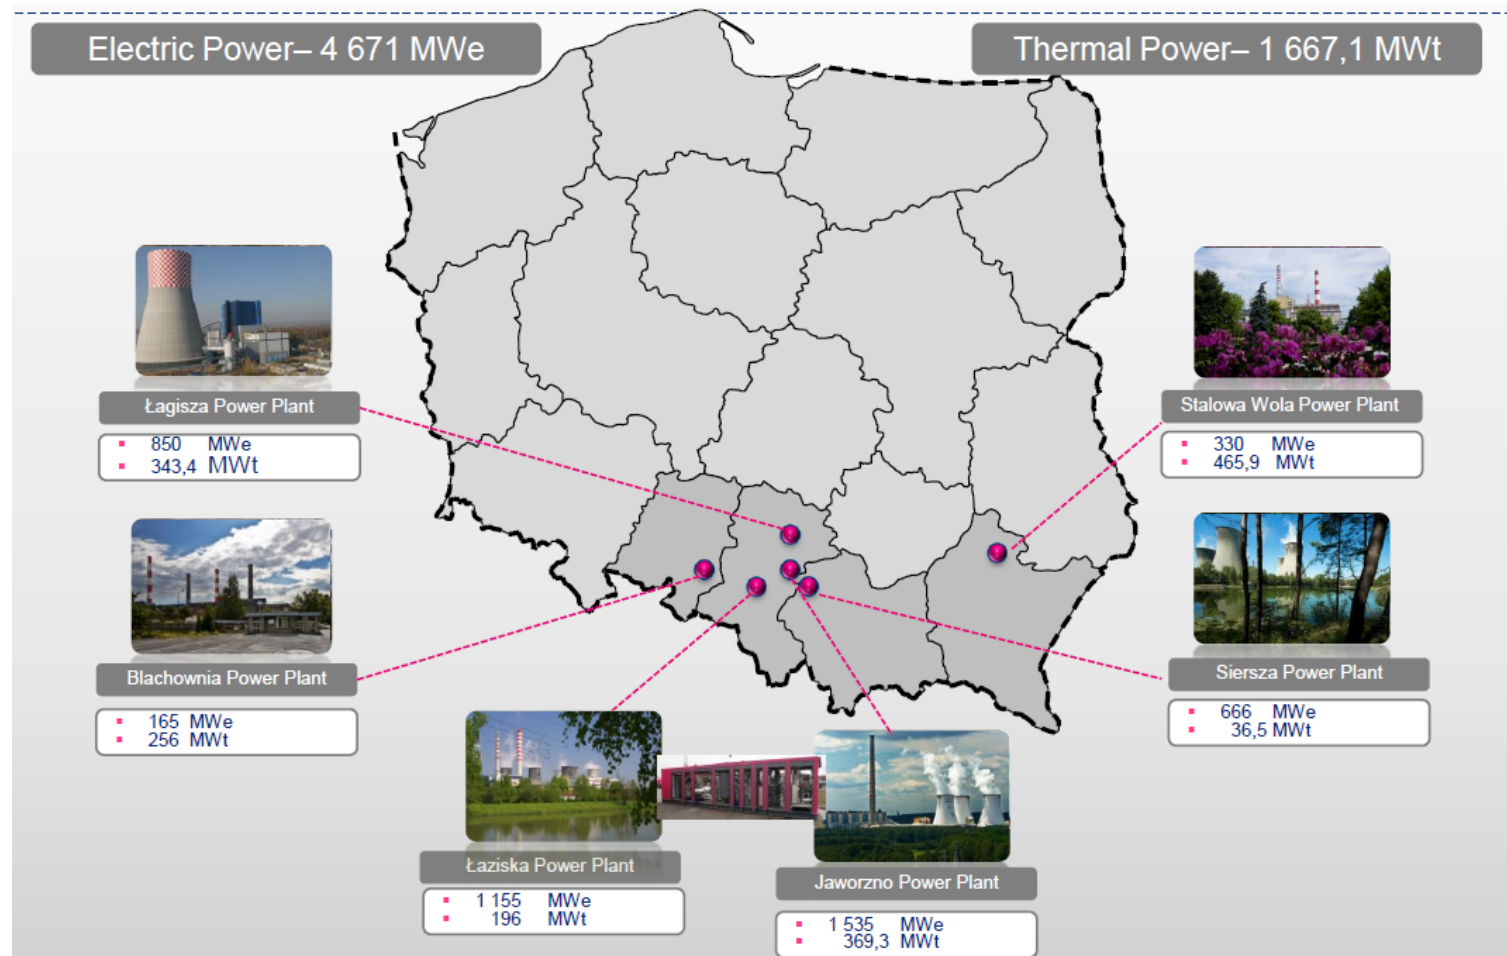 Electric Power– 4 671 MWe
Thermal Power– 1 667,1 MWt
Łagisza Power Plant
▪ 850 MWe
▪ 343,4 MWt
Stalowa Wola Power Plant
▪ 330 MWe
▪ 465,9 MWt
Blachownia Power Plant
▪ 165 MWe
▪ 256 MWt
Siersza Power Plant
▪ 666 MWe
▪ 36,5 MWt
Łaziska Power Plant
▪ 1 155 MWe
▪ 196 MWt
Jaworzno Power Plant
▪ 1 535 MWe
▪ 369,3 MWt